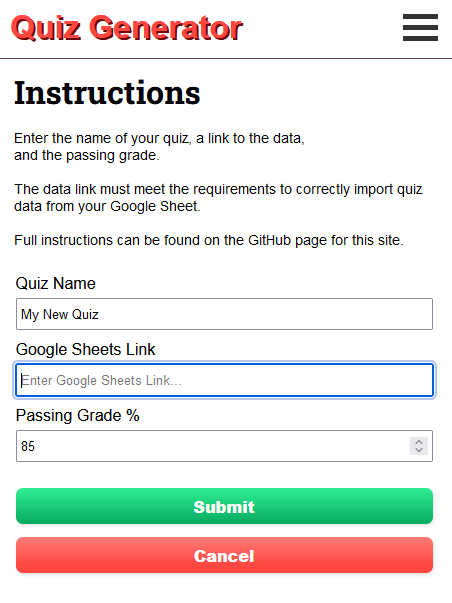 Quiz Generator
Instructions
Enter the name of your quiz, a link to the data,
and the passing grade.
The data link must meet the requirements to correctly import quiz
data from your Google Sheet.
Full instructions can be found on the GitHub page for this site.
Quiz Name
My New Quiz
Google Sheets Link
Enter Google Sheets Link...
Passing Grade %
85
Submit
Cancel